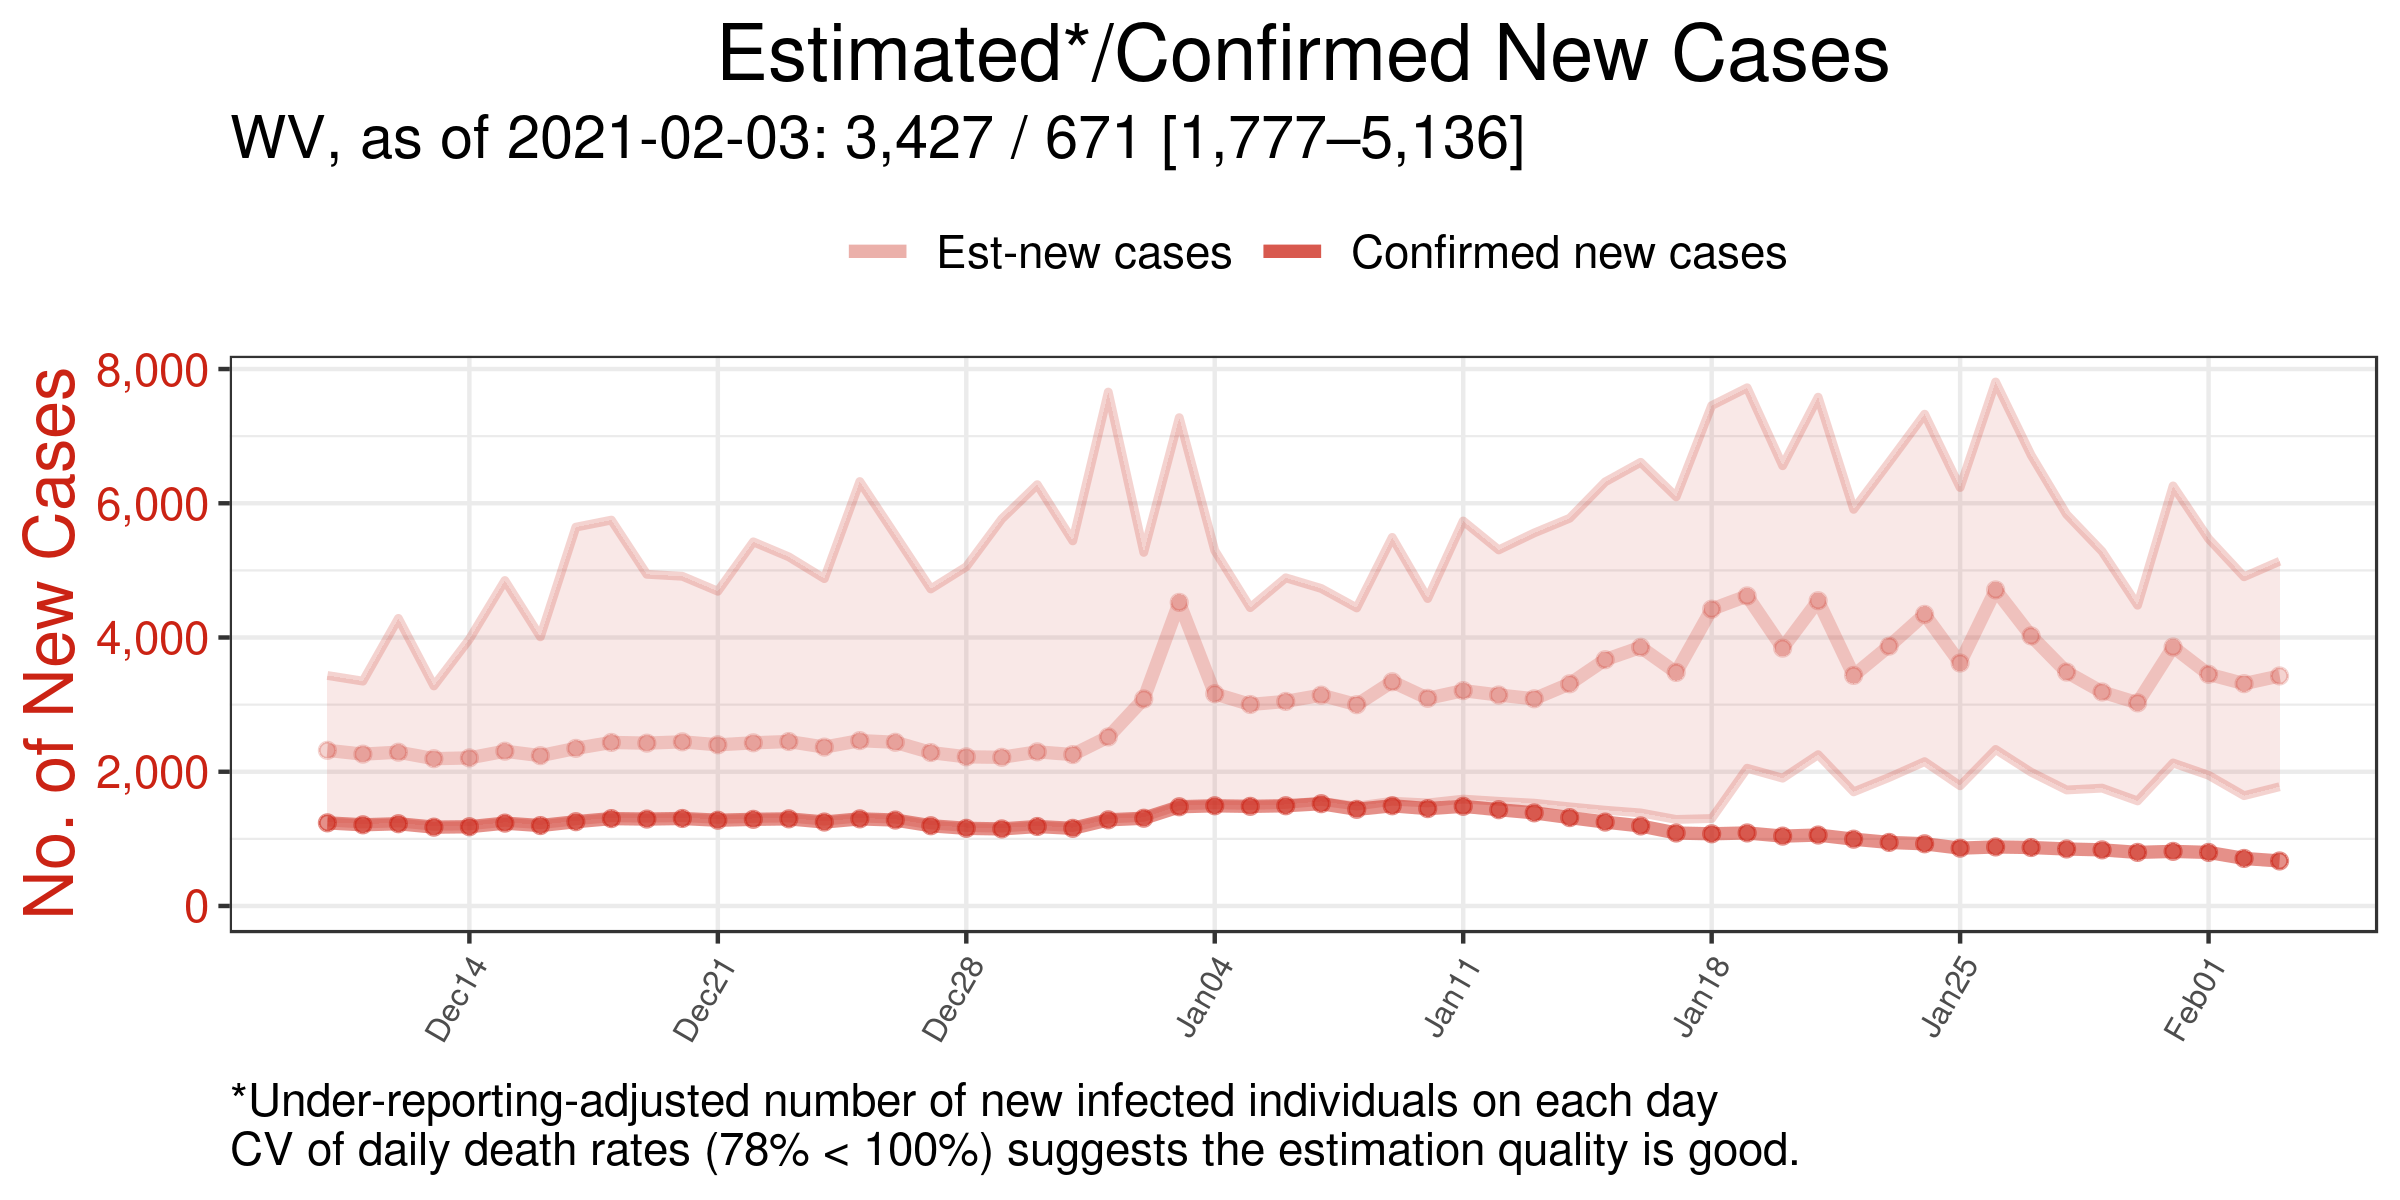 Estimated*/Confirmed New Cases
WV, as of 2021-02-03: 3,427 / 671 [1,777–5,136]
Est-new cases
Confirmed new cases
No. of New Cases
8,000
6,000
4,000
2,000
0
Dec14
Dec21
Dec28
Jan04
Jan11
Jan18
Jan25
Feb01
*Under-reporting-adjusted number of new infected individuals on each day
CV of daily death rates (78% < 100%) suggests the estimation quality is good.